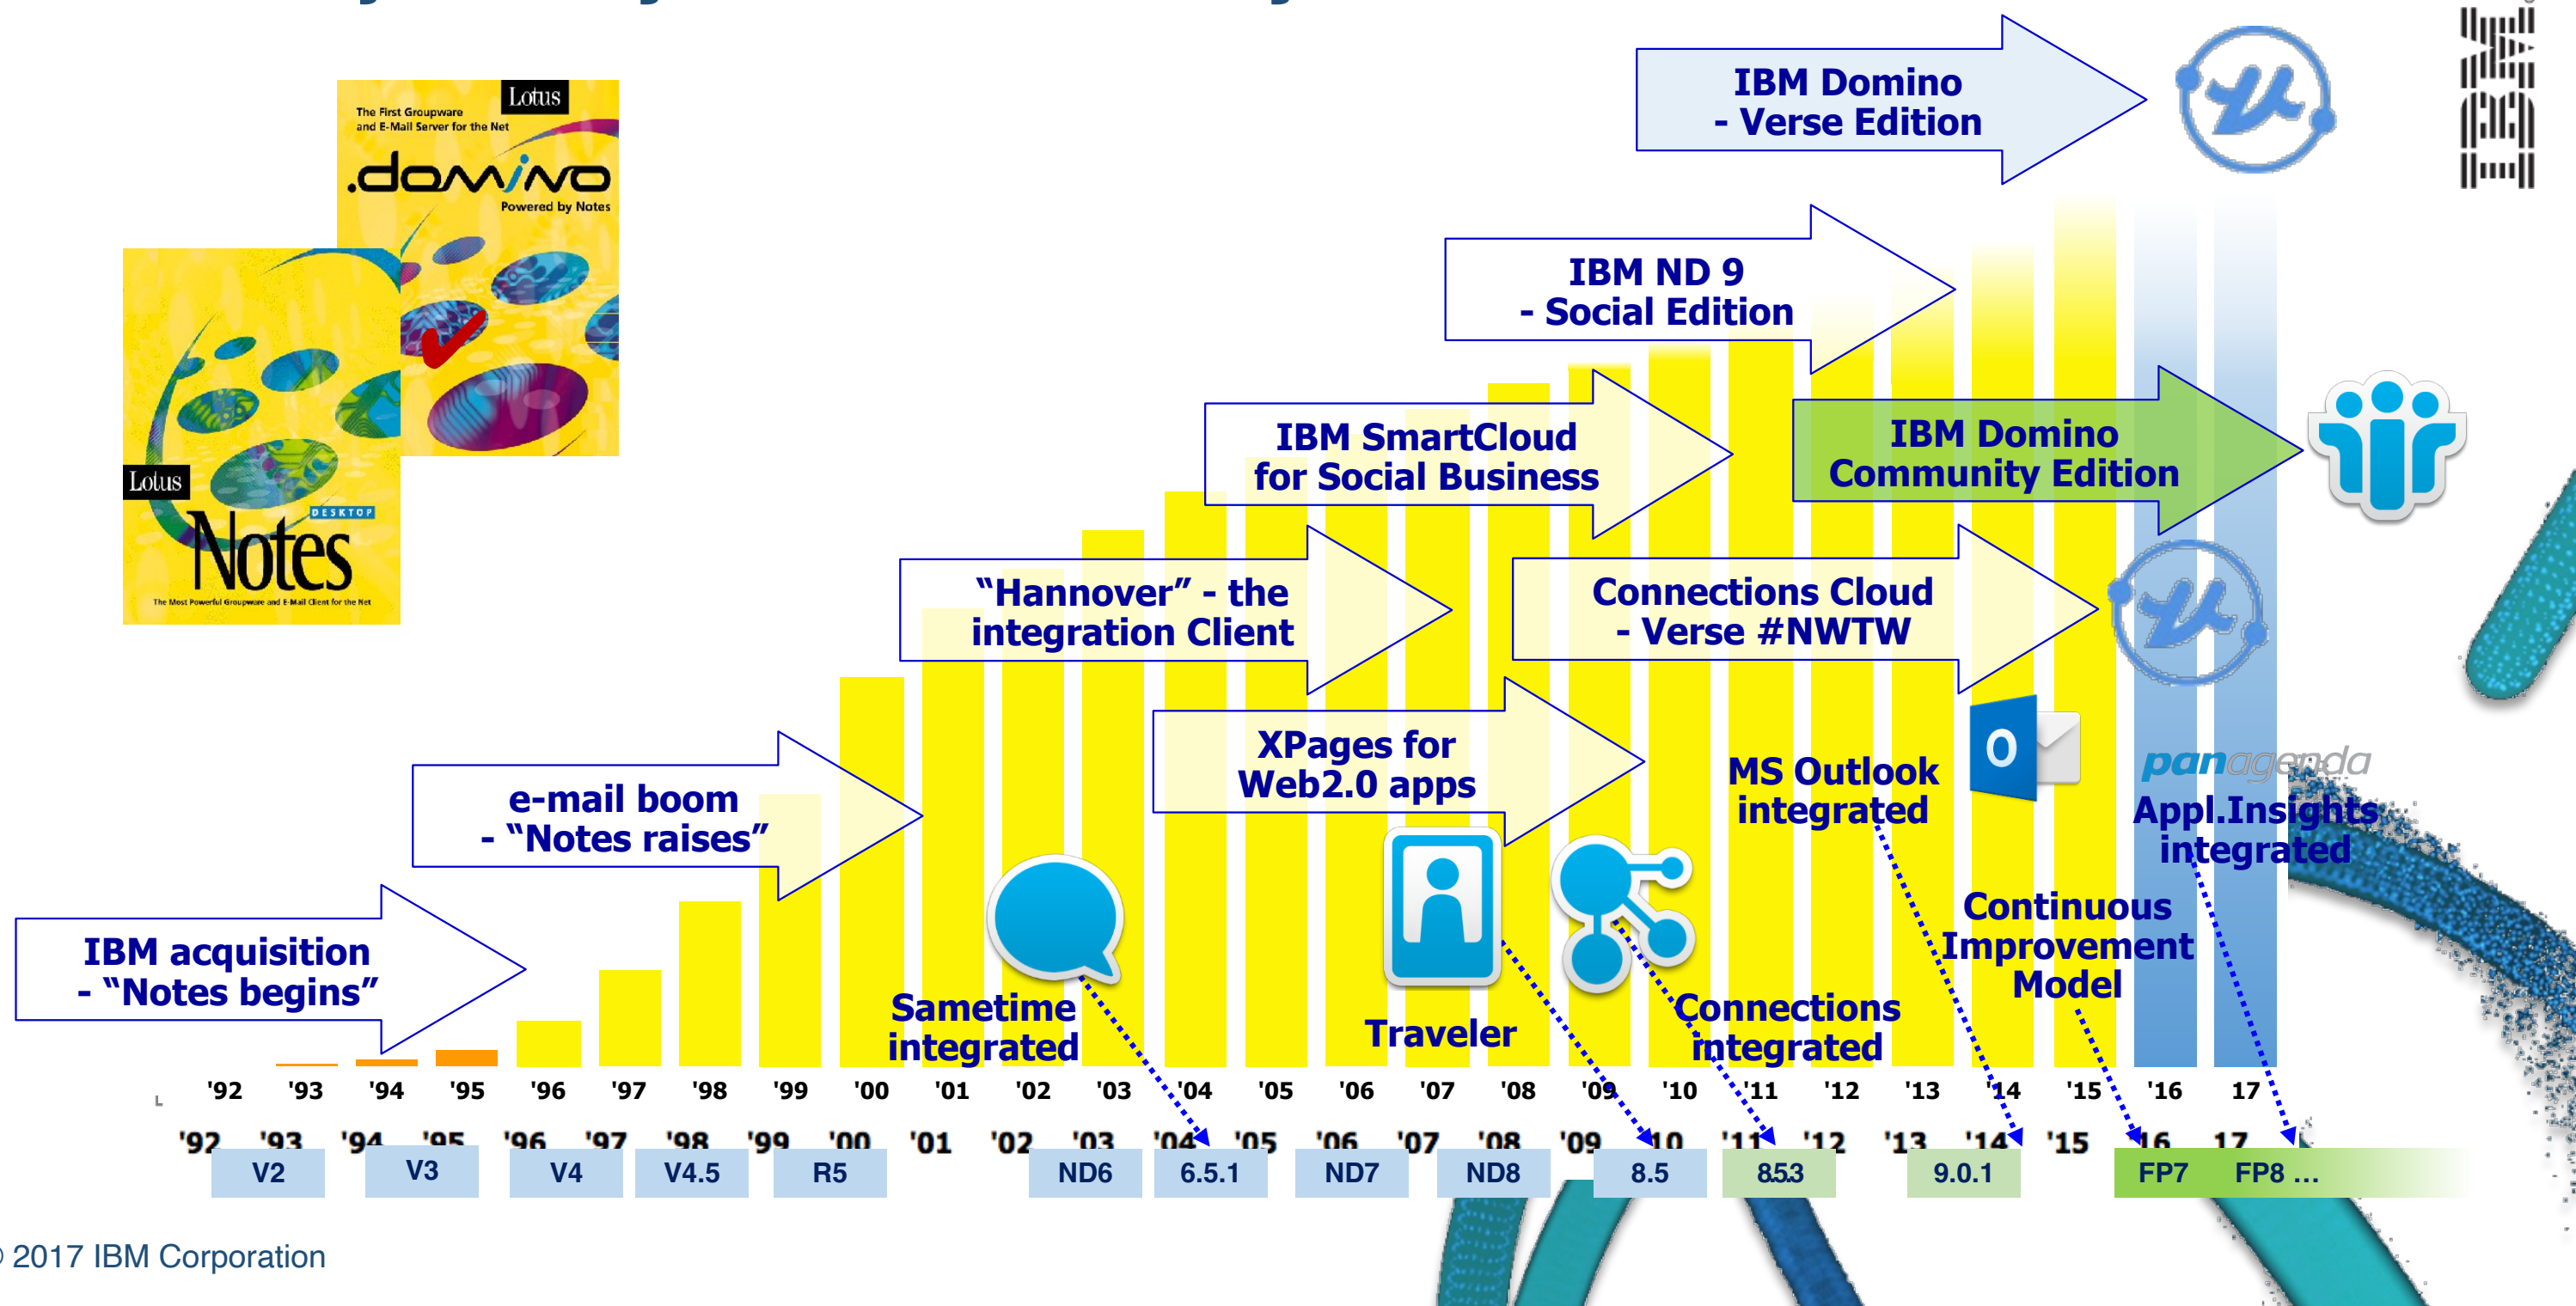 IBM Domino
- Verse Edition
IBM
Lotus
The First Groupware
and E-Mail Server for the Net
.domino
Powered by Notes
Lotus
DESKTOP
Notes
The Most Powerful Groupware and E-Mail Client for the Net
IBM ND 9
- Social Edition
IBM SmartCloud
for Social Business
IBM Domino
Community Edition
“Hannover” - the
integration Client
Connections Cloud
- Verse #NWTW
XPages for
Web2.0 apps
e-mail boom
- “Notes raises”
MS Outlook
integrated
panagenda
Appl.Insights
integrated
IBM acquisition
- “Notes begins”
Continuous
Improvement
Model
Sametime
integrated
Traveler
Connections
integrated
'92 '93 '94 '95 '96 '97 '98 '99 '00 '01 '02 '03 '04 '05 '06 '07 '08 '09 '10 '11 '12 '13 '14 '15 '16 17
'92 '93 '94 '95 '96 '97 '98 '99 '00 '01 '02 '03 '04 '05 '06 '07 '08 '09 10 '11 '12 '13 '14 '15 16 17
V2 V3 V4 V4.5 R5 ND6 6.5.1 ND7 ND8 8.5 8.5.3 9.0.1 FP7 FP8 ...
© 2017 IBM Corporation